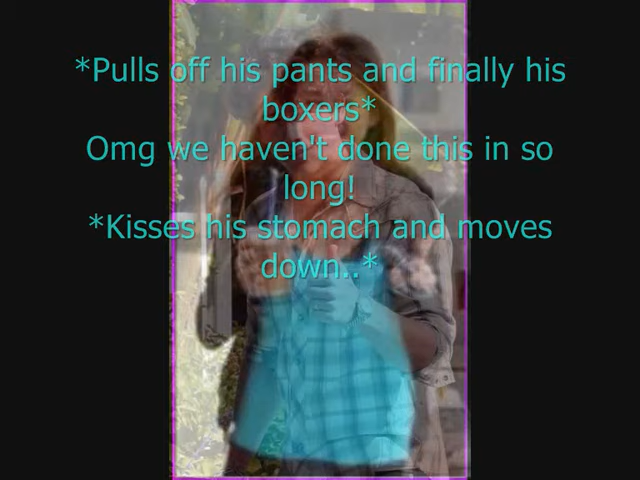 *Pulls off his pants and finally his
boxers*
Omg we haven't done this in so
long!
*Kisses his stomach and moves
down..*